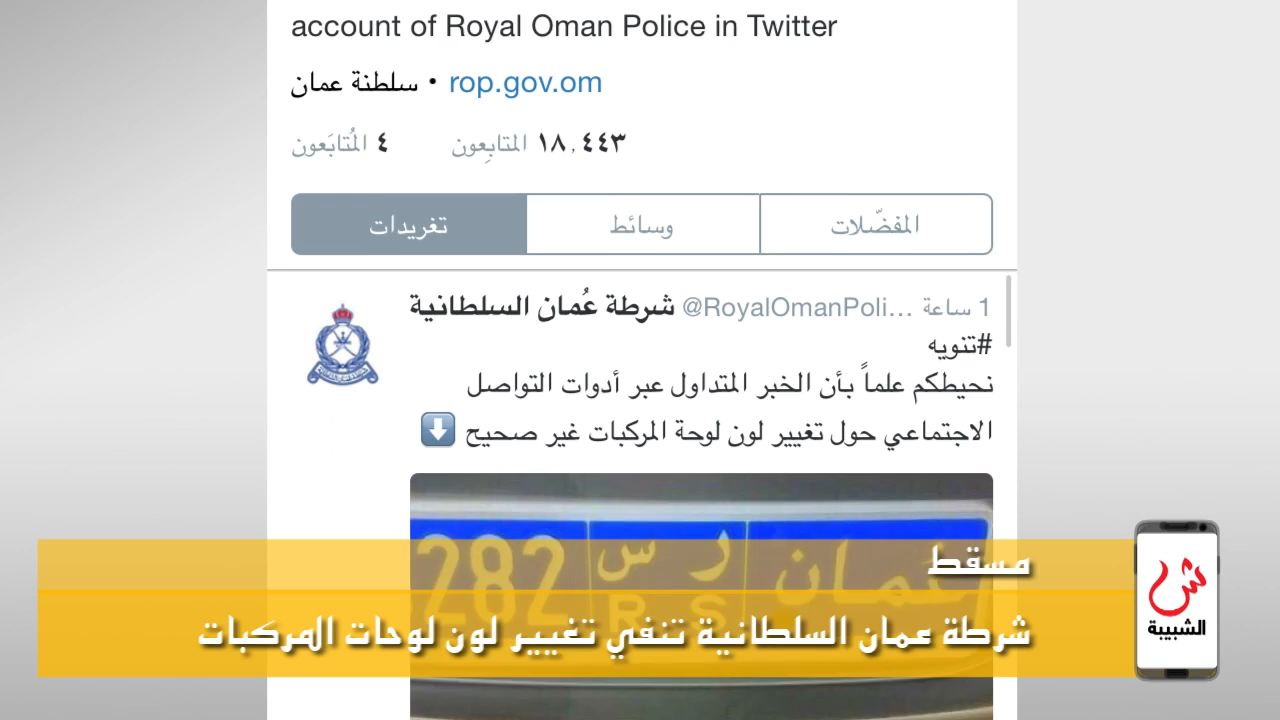 account of Royal Oman Police in Twitter
سلطنة عمان • rop.gov.om
٤ المُتابَعون ١٨,٤٤٣ المتابِعون
تغريدات وسائط المفضّلات
شرطة عُمان السلطانية @RoyalOmanPoli... 1 ساعة
#تنويه
نحيطكم علماً بأن الخبر المتداول عبر أدوات التواصل
الاجتماعي حول تغيير لون لوحة المركبات غير صحيح ⬇️
282 ر س عمان
R S
مسقط
شرطة عمان السلطانية تنفي تغيير لون لوحات المركبات
ش
الشبيبة